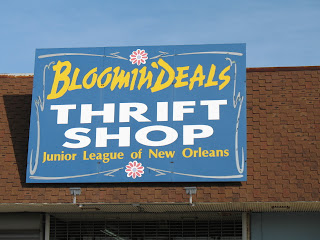 Bloomin' Deals
THRIFT
SHOP
Junior League of New Orleans